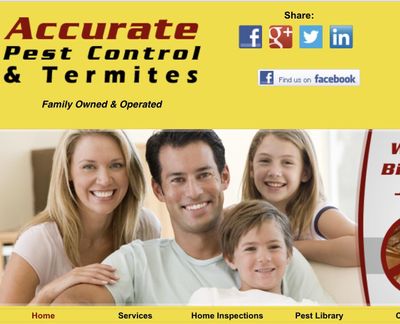 Accurate
Pest Control
& Termites
Family Owned & Operated
Share:
Find us on facebook
Home
Services
Home Inspections
Pest Library